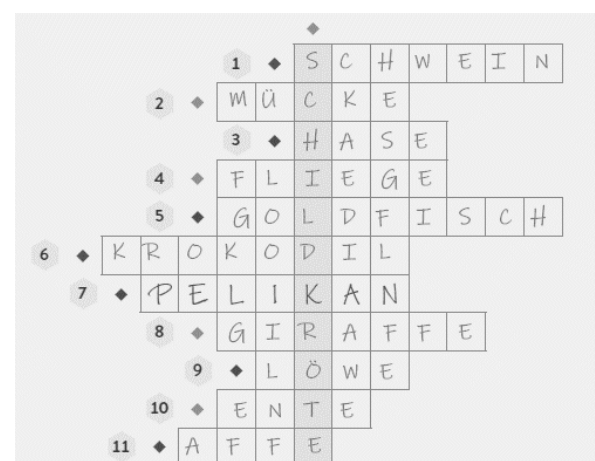 1 SCHWEIN
2 MÜCKE
3 HASE
4 FLIEGE
5 GOLDFISCH
6 KROKODIL
7 PELIKAN
8 GIRAFFE
9 LÖWE
10 ENTE
11 AFFE